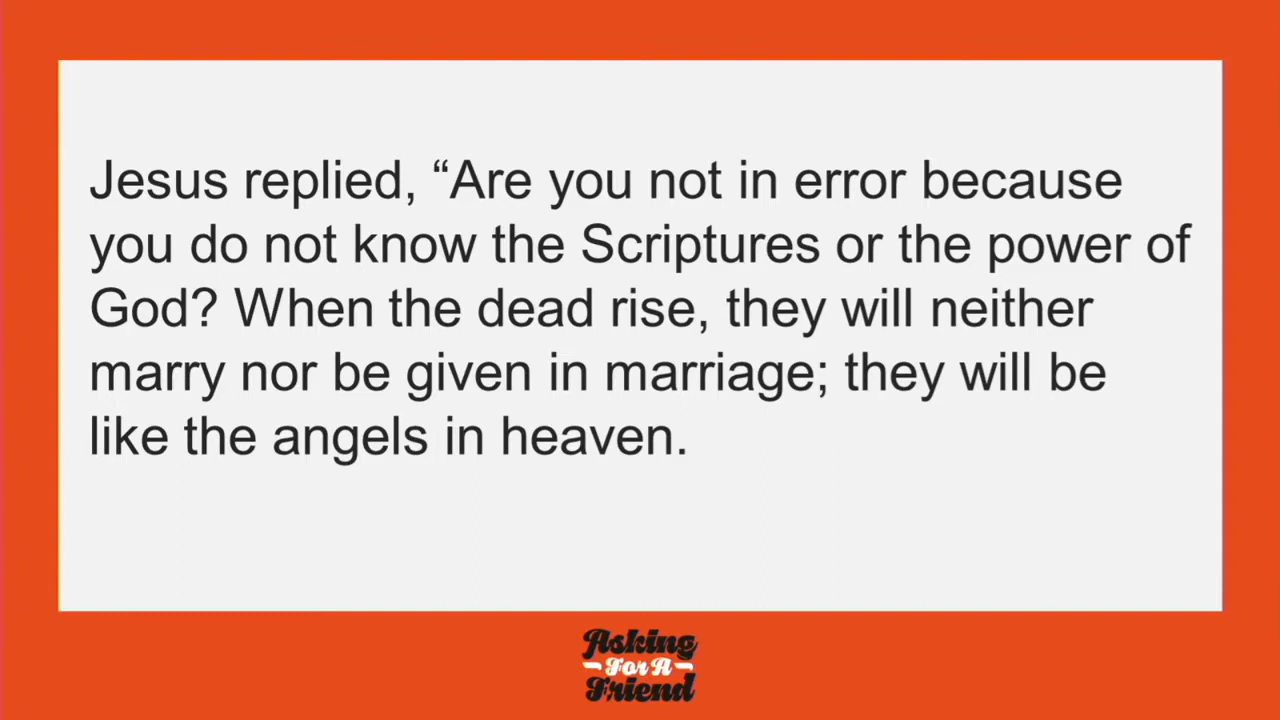 Jesus replied, “Are you not in error because
you do not know the Scriptures or the power of
God? When the dead rise, they will neither
marry nor be given in marriage; they will be
like the angels in heaven.
Asking
For A
Friend